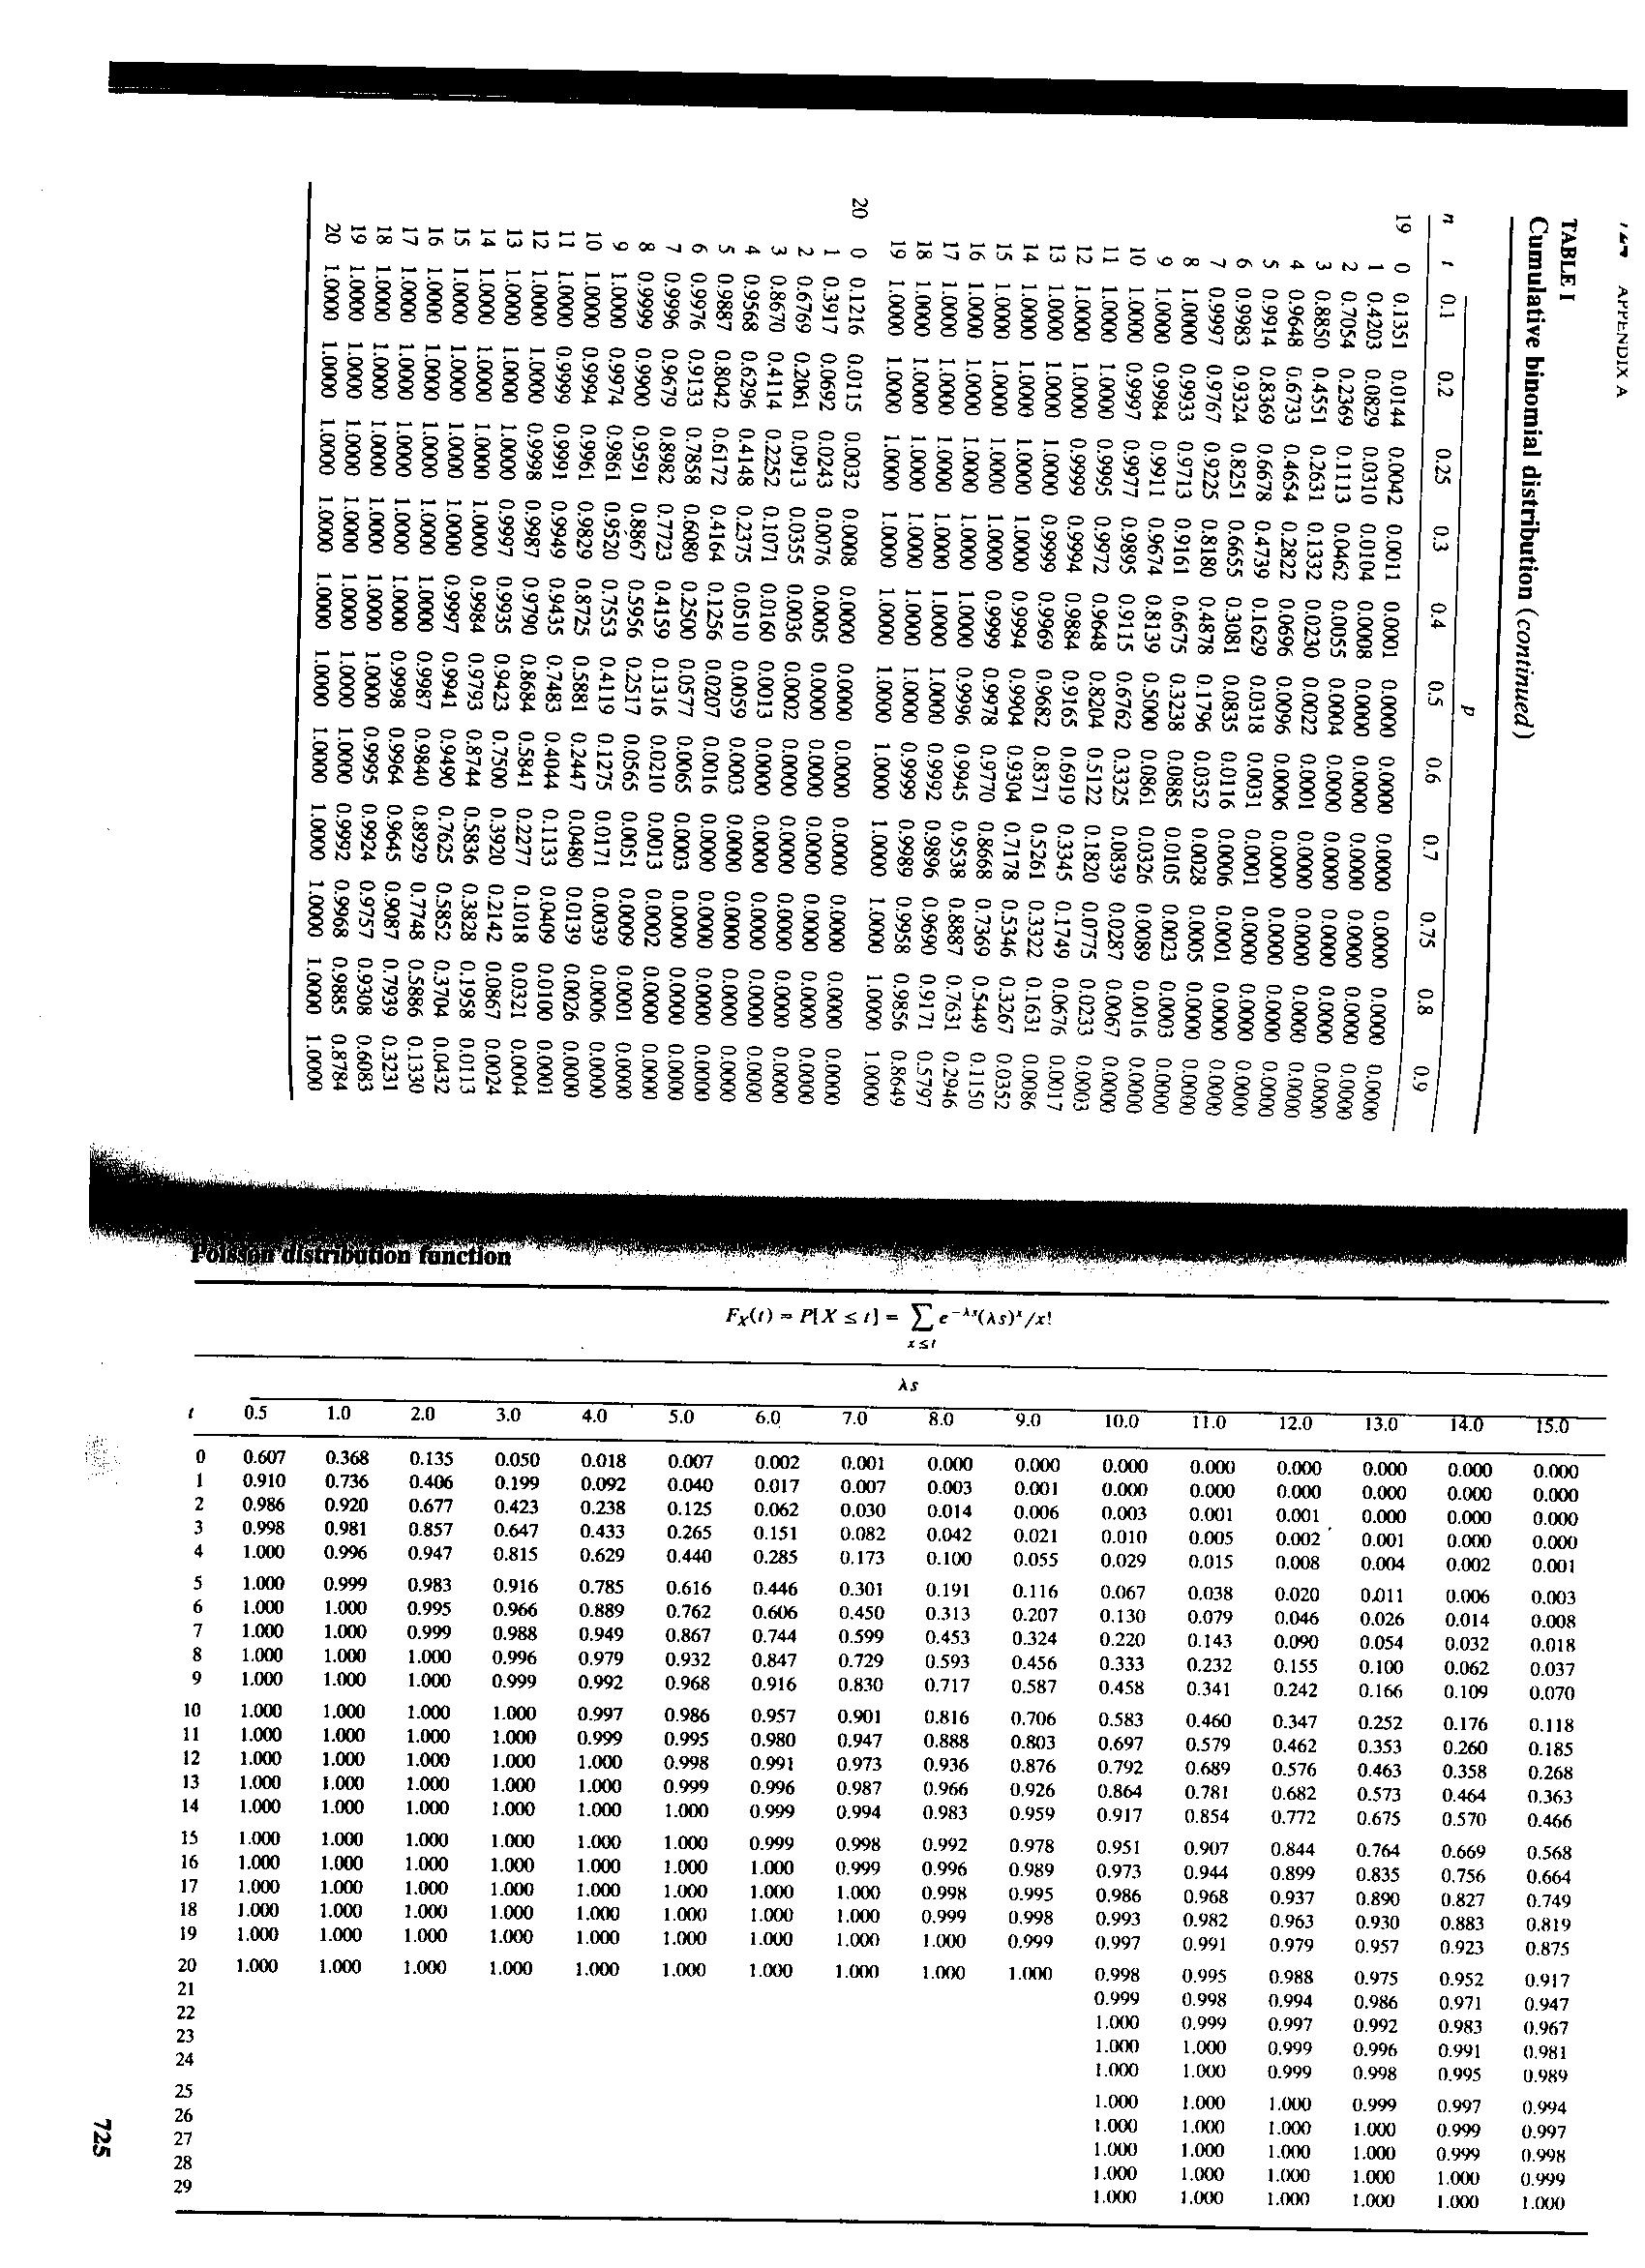 APPENDIX A
TABLE I
Cumulative binomial distribution (continued)
p
n t 0.1 0.2 0.25 0.3 0.4 0.5 0.6 0.7 0.75 0.8 0.9
19 0 0.1351 0.0144 0.0042 0.0011 0.0001 0.0000 0.0000 0.0000 0.0000 0.0000 0.0000
1 0.4203 0.0829 0.0310 0.0104 0.0008 0.0000 0.0000 0.0000 0.0000 0.0000 0.0000
2 0.7054 0.2369 0.1113 0.0462 0.0055 0.0004 0.0000 0.0000 0.0000 0.0000 0.0000
3 0.8850 0.4551 0.2631 0.1332 0.0230 0.0022 0.0001 0.0000 0.0000 0.0000 0.0000
4 0.9648 0.6733 0.4654 0.2822 0.0696 0.0096 0.0006 0.0000 0.0000 0.0000 0.0000
5 0.9914 0.8369 0.6678 0.4739 0.1629 0.0318 0.0031 0.0001 0.0000 0.0000 0.0000
6 0.9983 0.9324 0.8251 0.6655 0.3081 0.0835 0.0116 0.0006 0.0001 0.0000 0.0000
7 0.9997 0.9767 0.9225 0.8180 0.4878 0.1796 0.0352 0.0028 0.0005 0.0000 0.0000
8 1.0000 0.9933 0.9713 0.9161 0.6675 0.3238 0.0885 0.0105 0.0023 0.0003 0.0000
9 1.0000 0.9984 0.9911 0.9674 0.8139 0.5000 0.0861 0.0326 0.0089 0.0016 0.0000
10 1.0000 0.9997 0.9977 0.9895 0.9115 0.6762 0.3325 0.0839 0.0287 0.0067 0.0000
11 1.0000 1.0000 0.9995 0.9972 0.9648 0.8204 0.5122 0.1820 0.0775 0.0233 0.0003
12 1.0000 1.0000 0.9999 0.9994 0.9884 0.9165 0.6919 0.3345 0.1749 0.0676 0.0017
13 1.0000 1.0000 1.0000 0.9999 0.9969 0.9682 0.8371 0.5261 0.3322 0.1631 0.0086
14 1.0000 1.0000 1.0000 1.0000 0.9994 0.9904 0.9304 0.7178 0.5346 0.3267 0.0352
15 1.0000 1.0000 1.0000 1.0000 0.9999 0.9978 0.9770 0.8668 0.7369 0.5449 0.1150
16 1.0000 1.0000 1.0000 1.0000 1.0000 0.9996 0.9945 0.9538 0.8887 0.7631 0.2946
17 1.0000 1.0000 1.0000 1.0000 1.0000 1.0000 0.9992 0.9896 0.9690 0.9171 0.5797
18 1.0000 1.0000 1.0000 1.0000 1.0000 1.0000 0.9999 0.9989 0.9958 0.9856 0.8649
19 1.0000 1.0000 1.0000 1.0000 1.0000 1.0000 1.0000 1.0000 1.0000 1.0000 1.0000
20 0 0.1216 0.0115 0.0032 0.0008 0.0000 0.0000 0.0000 0.0000 0.0000 0.0000 0.0000
1 0.3917 0.0692 0.0243 0.0076 0.0005 0.0000 0.0000 0.0000 0.0000 0.0000 0.0000
2 0.6769 0.2061 0.0913 0.0355 0.0036 0.0002 0.0000 0.0000 0.0000 0.0000 0.0000
3 0.8670 0.4114 0.2252 0.1071 0.0160 0.0013 0.0000 0.0000 0.0000 0.0000 0.0000
4 0.9568 0.6296 0.4148 0.2375 0.0510 0.0059 0.0003 0.0000 0.0000 0.0000 0.0000
5 0.9887 0.8042 0.6172 0.4164 0.1256 0.0207 0.0016 0.0000 0.0000 0.0000 0.0000
6 0.9976 0.9133 0.7858 0.6080 0.2500 0.0577 0.0065 0.0003 0.0000 0.0000 0.0000
7 0.9996 0.9679 0.8982 0.7723 0.4159 0.1316 0.0210 0.0013 0.0002 0.0000 0.0000
8 0.9999 0.9900 0.9591 0.8867 0.5956 0.2517 0.0565 0.0051 0.0009 0.0001 0.0000
9 1.0000 0.9974 0.9861 0.9520 0.7553 0.4119 0.1275 0.0171 0.0039 0.0006 0.0000
10 1.0000 0.9994 0.9961 0.9829 0.8725 0.5881 0.2447 0.0480 0.0139 0.0026 0.0000
11 1.0000 0.9999 0.9991 0.9949 0.9435 0.7483 0.4044 0.1133 0.0409 0.0100 0.0001
12 1.0000 1.0000 0.9998 0.9987 0.9790 0.8684 0.5841 0.2277 0.1018 0.0321 0.0004
13 1.0000 1.0000 1.0000 0.9997 0.9935 0.9423 0.7500 0.3920 0.2142 0.0867 0.0024
14 1.0000 1.0000 1.0000 1.0000 0.9984 0.9793 0.8744 0.5836 0.3828 0.1958 0.0113
15 1.0000 1.0000 1.0000 1.0000 0.9997 0.9941 0.9490 0.7625 0.5852 0.3704 0.0432
16 1.0000 1.0000 1.0000 1.0000 1.0000 0.9987 0.9840 0.8929 0.7748 0.5886 0.1330
17 1.0000 1.0000 1.0000 1.0000 1.0000 0.9998 0.9964 0.9645 0.9087 0.7939 0.3231
18 1.0000 1.0000 1.0000 1.0000 1.0000 1.0000 0.9995 0.9924 0.9757 0.9308 0.6083
19 1.0000 1.0000 1.0000 1.0000 1.0000 1.0000 1.0000 0.9992 0.9968 0.9885 0.8784
20 1.0000 1.0000 1.0000 1.0000 1.0000 1.0000 1.0000 1.0000 1.0000 1.0000 1.0000
Poisson distribution function
F_X(t) = P[X ≤ t] = ∑ e^{-λs}(λs)^x/x!
x≤t
λs
t 0.5 1.0 2.0 3.0 4.0 5.0 6.0 7.0 8.0 9.0 10.0 11.0 12.0 13.0 14.0 15.0
0 0.607 0.368 0.135 0.050 0.018 0.007 0.002 0.001 0.000 0.000 0.000 0.000 0.000 0.000 0.000 0.000
1 0.910 0.736 0.406 0.199 0.092 0.040 0.017 0.007 0.003 0.001 0.000 0.000 0.000 0.000 0.000 0.000
2 0.986 0.920 0.677 0.423 0.238 0.125 0.062 0.030 0.014 0.006 0.003 0.001 0.001 0.000 0.000 0.000
3 0.998 0.981 0.857 0.647 0.433 0.265 0.151 0.082 0.042 0.021 0.010 0.005 0.002 0.001 0.000 0.000
4 1.000 0.996 0.947 0.815 0.629 0.440 0.285 0.173 0.100 0.055 0.029 0.015 0.008 0.004 0.002 0.001
5 1.000 0.999 0.983 0.916 0.785 0.616 0.446 0.301 0.191 0.116 0.067 0.038 0.020 0.011 0.006 0.003
6 1.000 1.000 0.995 0.966 0.889 0.762 0.606 0.450 0.313 0.207 0.130 0.079 0.046 0.026 0.014 0.008
7 1.000 1.000 0.999 0.988 0.949 0.867 0.744 0.599 0.453 0.324 0.220 0.143 0.090 0.054 0.032 0.018
8 1.000 1.000 1.000 0.996 0.979 0.932 0.847 0.729 0.593 0.456 0.333 0.232 0.155 0.100 0.062 0.037
9 1.000 1.000 1.000 0.999 0.992 0.968 0.916 0.830 0.717 0.587 0.458 0.341 0.242 0.166 0.109 0.070
10 1.000 1.000 1.000 1.000 0.997 0.986 0.957 0.901 0.816 0.706 0.583 0.460 0.347 0.252 0.176 0.118
11 1.000 1.000 1.000 1.000 0.999 0.995 0.980 0.947 0.888 0.803 0.697 0.579 0.462 0.353 0.260 0.185
12 1.000 1.000 1.000 1.000 1.000 0.998 0.991 0.973 0.936 0.876 0.792 0.689 0.576 0.463 0.358 0.268
13 1.000 1.000 1.000 1.000 1.000 0.999 0.996 0.987 0.966 0.926 0.864 0.781 0.682 0.573 0.464 0.363
14 1.000 1.000 1.000 1.000 1.000 1.000 0.999 0.994 0.983 0.959 0.917 0.854 0.772 0.675 0.570 0.466
15 1.000 1.000 1.000 1.000 1.000 1.000 0.999 0.998 0.992 0.978 0.951 0.907 0.844 0.764 0.669 0.568
16 1.000 1.000 1.000 1.000 1.000 1.000 1.000 0.999 0.996 0.989 0.973 0.944 0.899 0.835 0.756 0.664
17 1.000 1.000 1.000 1.000 1.000 1.000 1.000 1.000 0.998 0.995 0.986 0.968 0.937 0.890 0.827 0.749
18 1.000 1.000 1.000 1.000 1.000 1.000 1.000 1.000 0.999 0.998 0.993 0.982 0.963 0.930 0.883 0.819
19 1.000 1.000 1.000 1.000 1.000 1.000 1.000 1.000 1.000 0.999 0.997 0.991 0.979 0.957 0.923 0.875
20 1.000 1.000 1.000 1.000 1.000 1.000 1.000 1.000 1.000 1.000 0.998 0.995 0.988 0.975 0.952 0.917
21 0.999 0.998 0.994 0.986 0.971 0.947
22 1.000 0.999 0.997 0.992 0.983 0.967
23 1.000 1.000 0.999 0.996 0.991 0.981
24 1.000 1.000 0.999 0.998 0.995 0.989
25 1.000 1.000 1.000 0.999 0.997 0.994
26 1.000 1.000 1.000 1.000 0.999 0.997
27 1.000 1.000 1.000 1.000 0.999 0.998
28 1.000 1.000 1.000 1.000 1.000 0.999
29 1.000 1.000 1.000 1.000 1.000 1.000
725